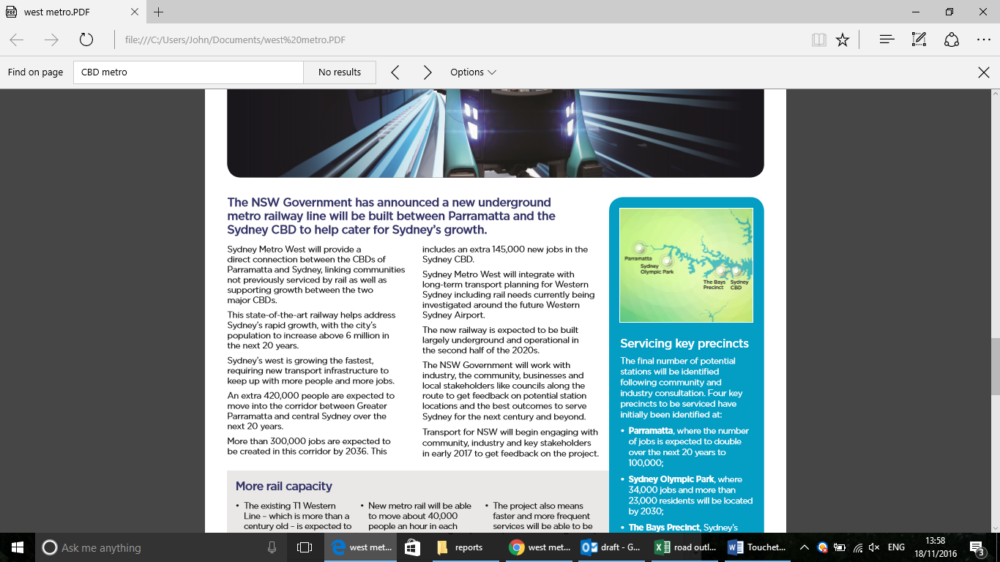 west metro.PDF
file:///C:/Users/John/Documents/west%20metro.PDF
Find on page
CBD metro
No results
Options
The NSW Government has announced a new underground
metro railway line will be built between Parramatta and the
Sydney CBD to help cater for Sydney's growth.
Sydney Metro West will provide a
direct connection between the CBDs of
Parramatta and Sydney, linking communities
not previously serviced by rail as well as
supporting growth between the two
major CBDs.
This state-of-the-art railway helps address
Sydney's rapid growth, with the city's
population to increase above 6 million in
the next 20 years.
Sydney's west is growing the fastest,
requiring new transport infrastructure to
keep up with more people and more jobs.
An extra 420,000 people are expected to
move into the corridor between Greater
Parramatta and central Sydney over the
next 20 years.
More than 300,000 jobs are expected to
be created in this corridor by 2036. This
includes an extra 145,000 new jobs in the
Sydney CBD.
Sydney Metro West will integrate with
long-term transport planning for Western
Sydney including rail needs currently being
investigated around the future Western
Sydney Airport.
The new railway is expected to be built
largely underground and operational in
the second half of the 2020s.
The NSW Government will work with
industry, the community, businesses and
local stakeholders like councils along the
route to get feedback on potential station
locations and the best outcomes to serve
Sydney for the next century and beyond.
Transport for NSW will begin engaging with
community, industry and key stakeholders
in early 2017 to get feedback on the project.
Parramatta
Sydney
Olympic Park
The Bays
Precinct
Sydney
CBD
Servicing key precincts
The final number of potential
stations will be identified
following community and
industry consultation. Four key
precincts to be serviced have
initially been identified at:
• Parramatta, where the number
of jobs is expected to double
over the next 20 years to
100,000;
• Sydney Olympic Park, where
34,000 jobs and more than
23,000 residents will be located
by 2030;
• The Bays Precinct, Sydney's
More rail capacity
• The existing T1 Western
Line – which is more than a
century old – is expected to
• New metro rail will be able
to move about 40,000
people an hour in each
• The project also means
faster and more frequent
services will be able to be
Ask me anything
west met...
reports
west met...
draft - G...
road outl...
Touchet...
ENG
13:58
18/11/2016
3